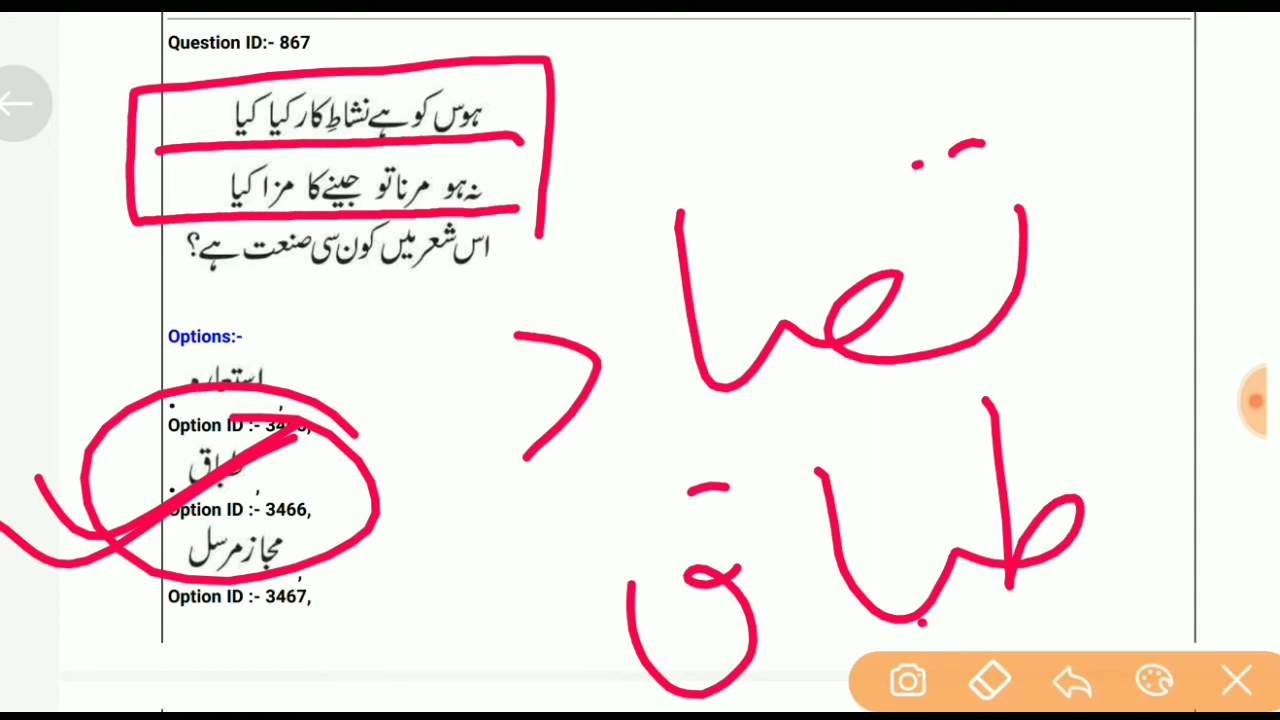 Question ID:- 867
ہوس کو ہے نشاطِ کار کیا کیا
نہ ہو مرنا تو جینے کا مزا کیا
اس شعر میں کون سی صنعت ہے؟
Options:-
استعارہ
Option ID :- 3465,
طباق
Option ID :- 3466,
مجاز مرسل
Option ID :- 3467,
تضا
طباق